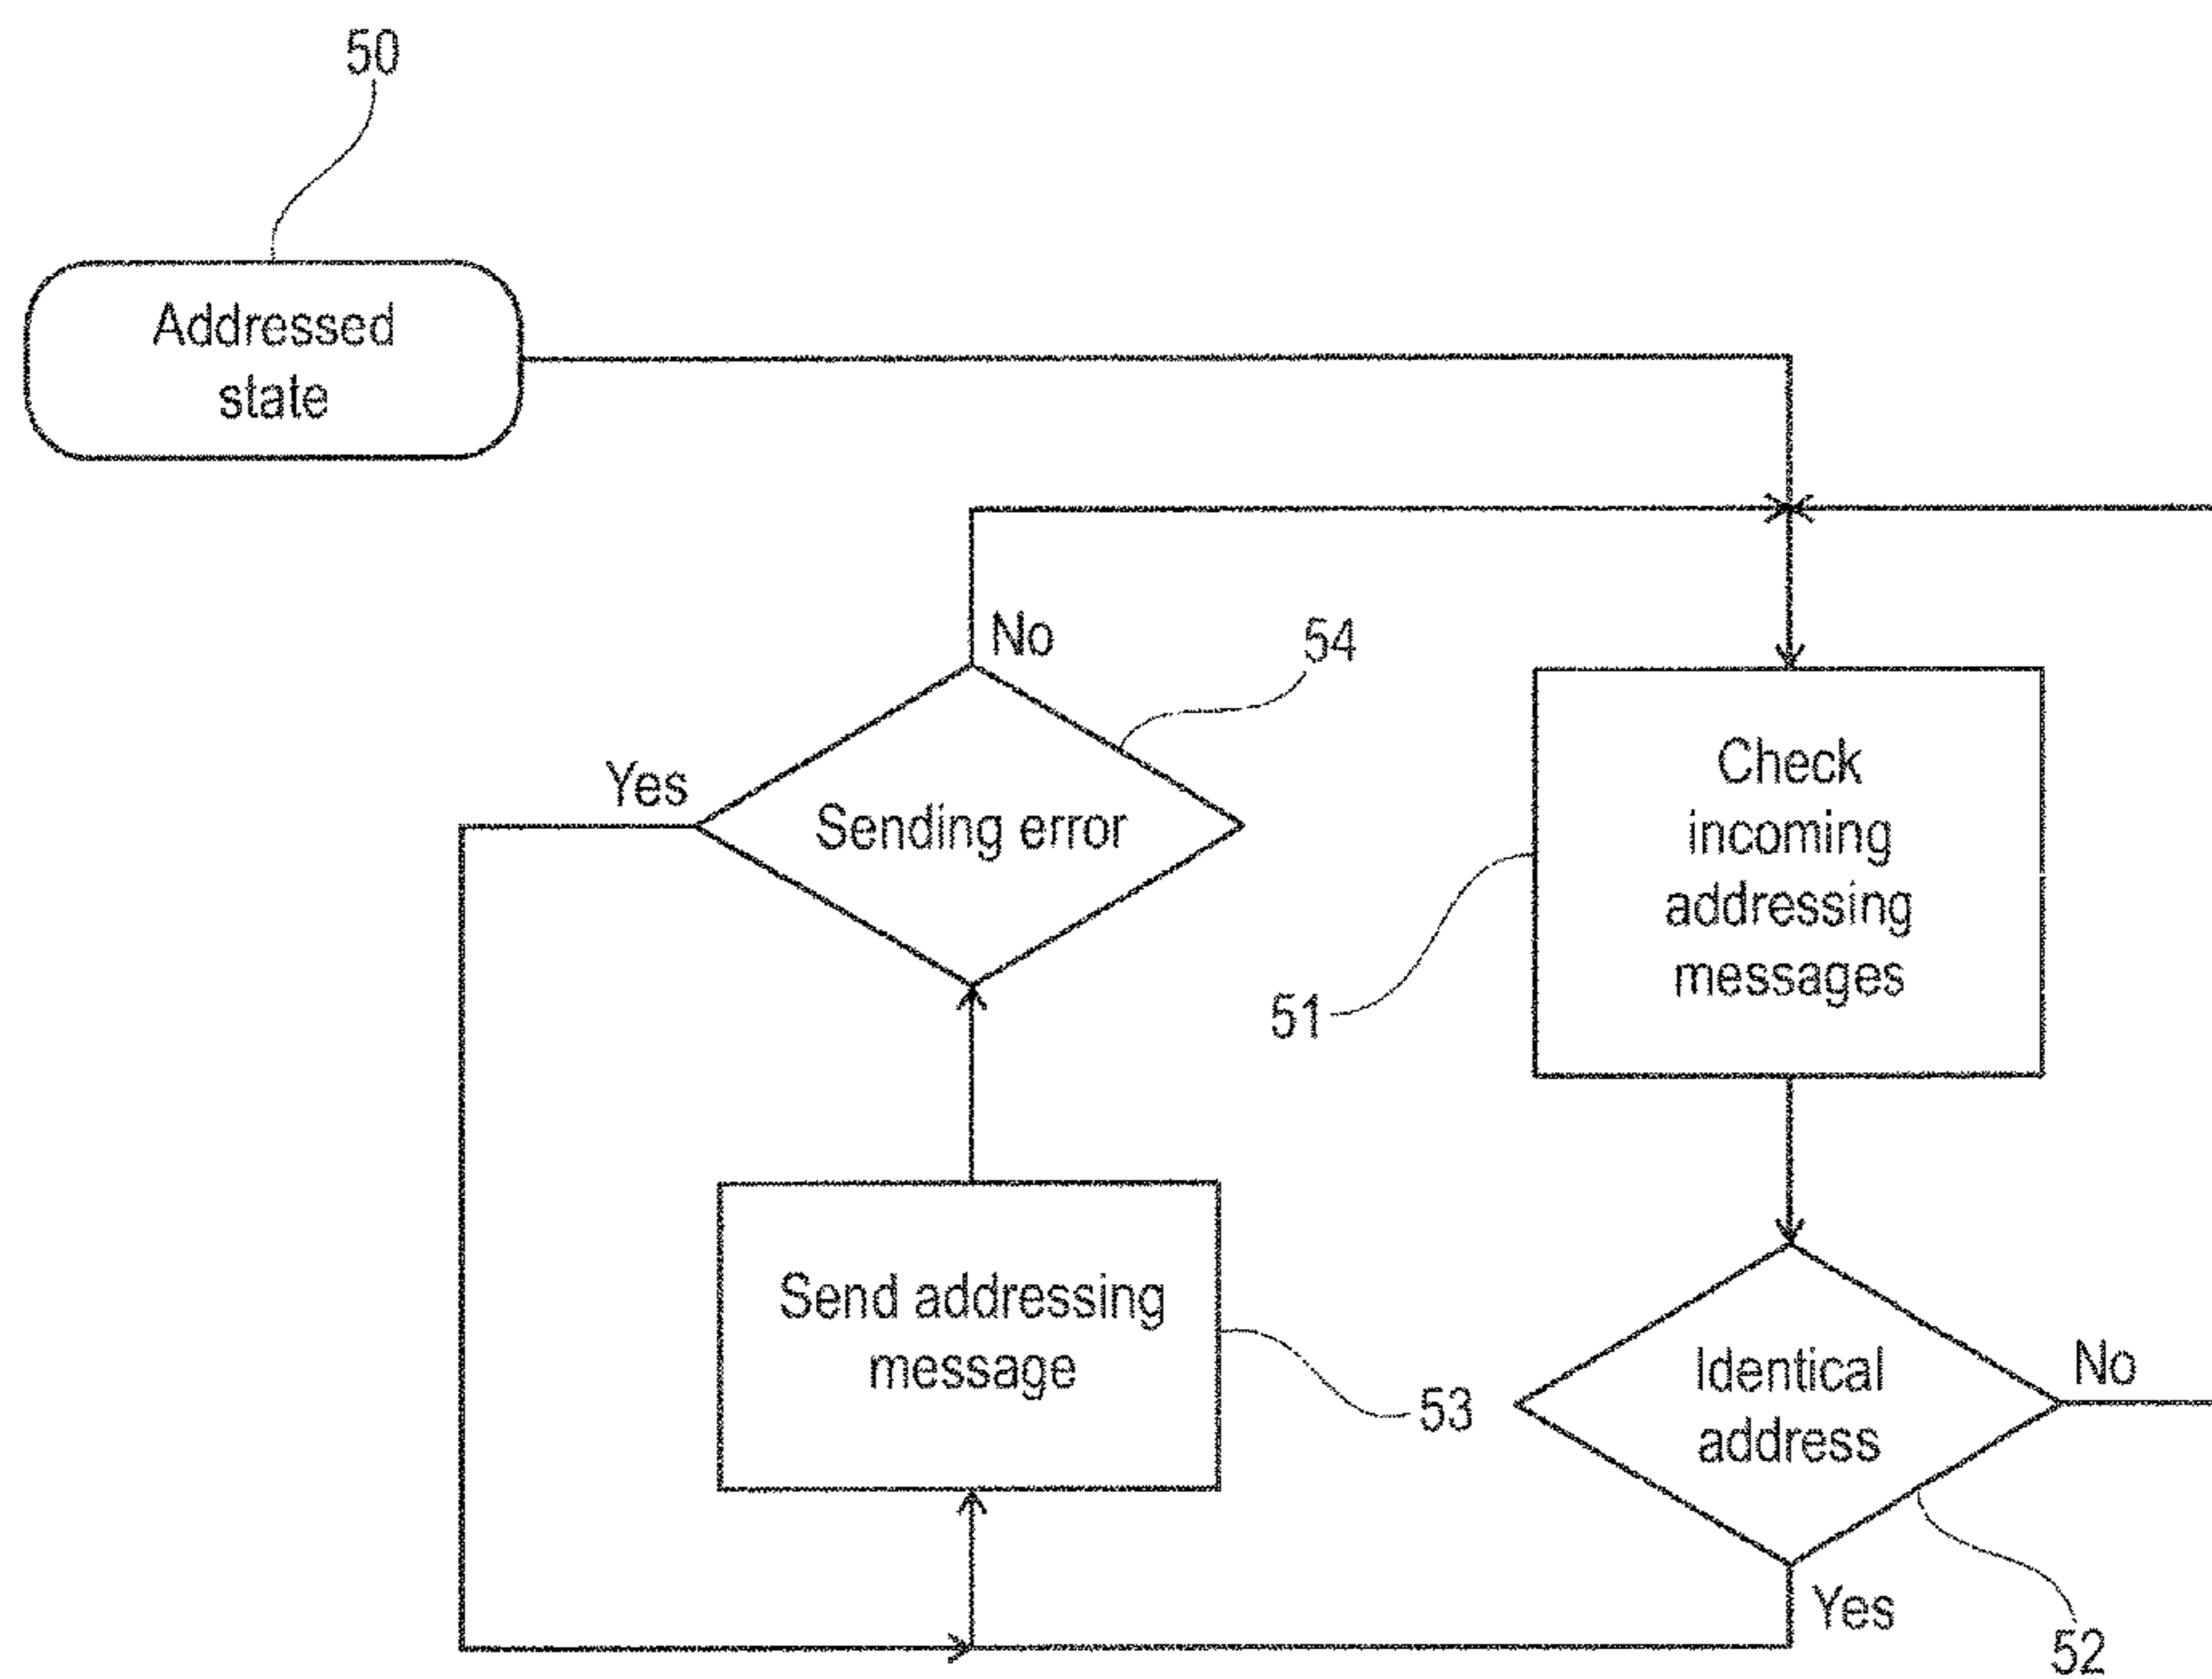 50
Addressed
state
No
54
Yes
Sending error
Check
incoming
addressing
messages
51
Send addressing
message
53
Identical
address
No
Yes
52